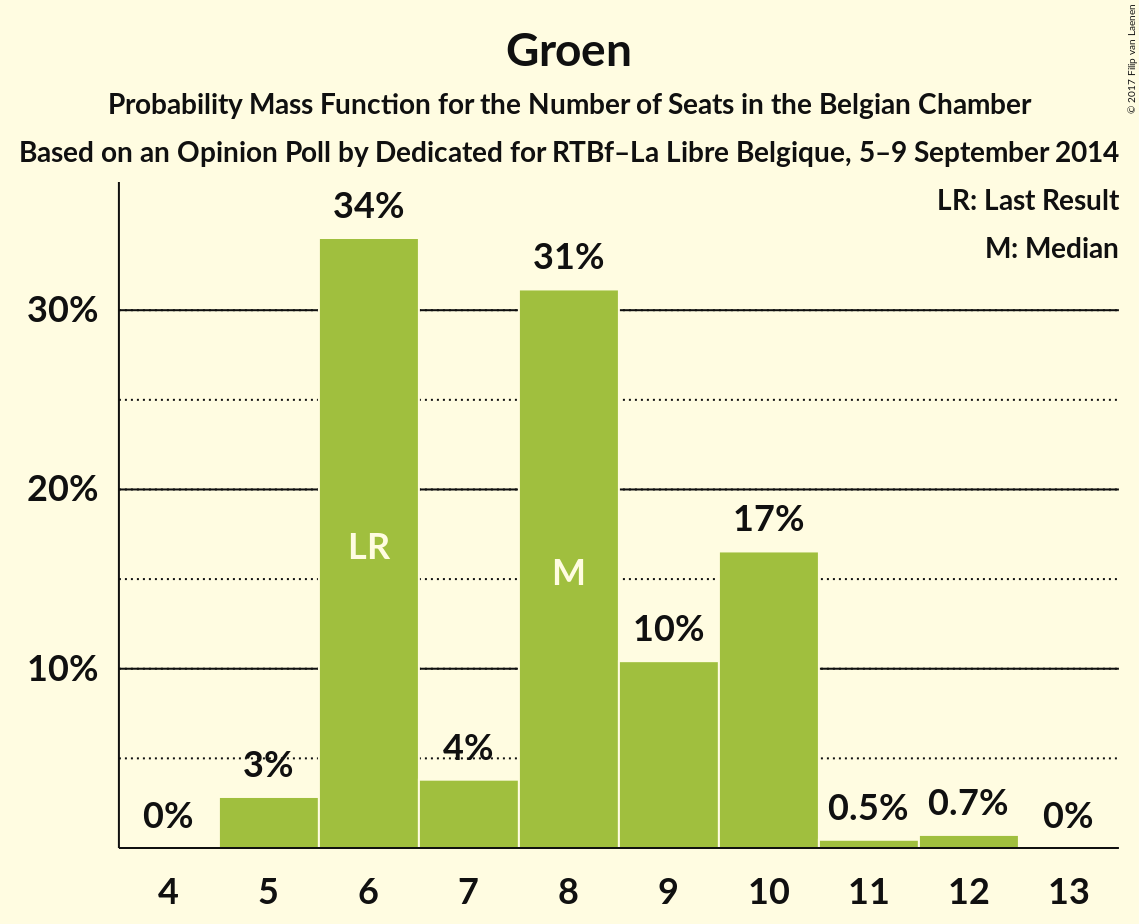 Groen
Probability Mass Function for the Number of Seats in the Belgian Chamber
Based on an Opinion Poll by Dedicated for RTBf–La Libre Belgique, 5–9 September 2014
© 2017 Filip van Laenen
LR: Last Result
M: Median
30%
20%
10%
0%
3%
34%
4%
31%
10%
17%
0.5%
0.7%
0%
LR
M
4 5 6 7 8 9 10 11 12 13